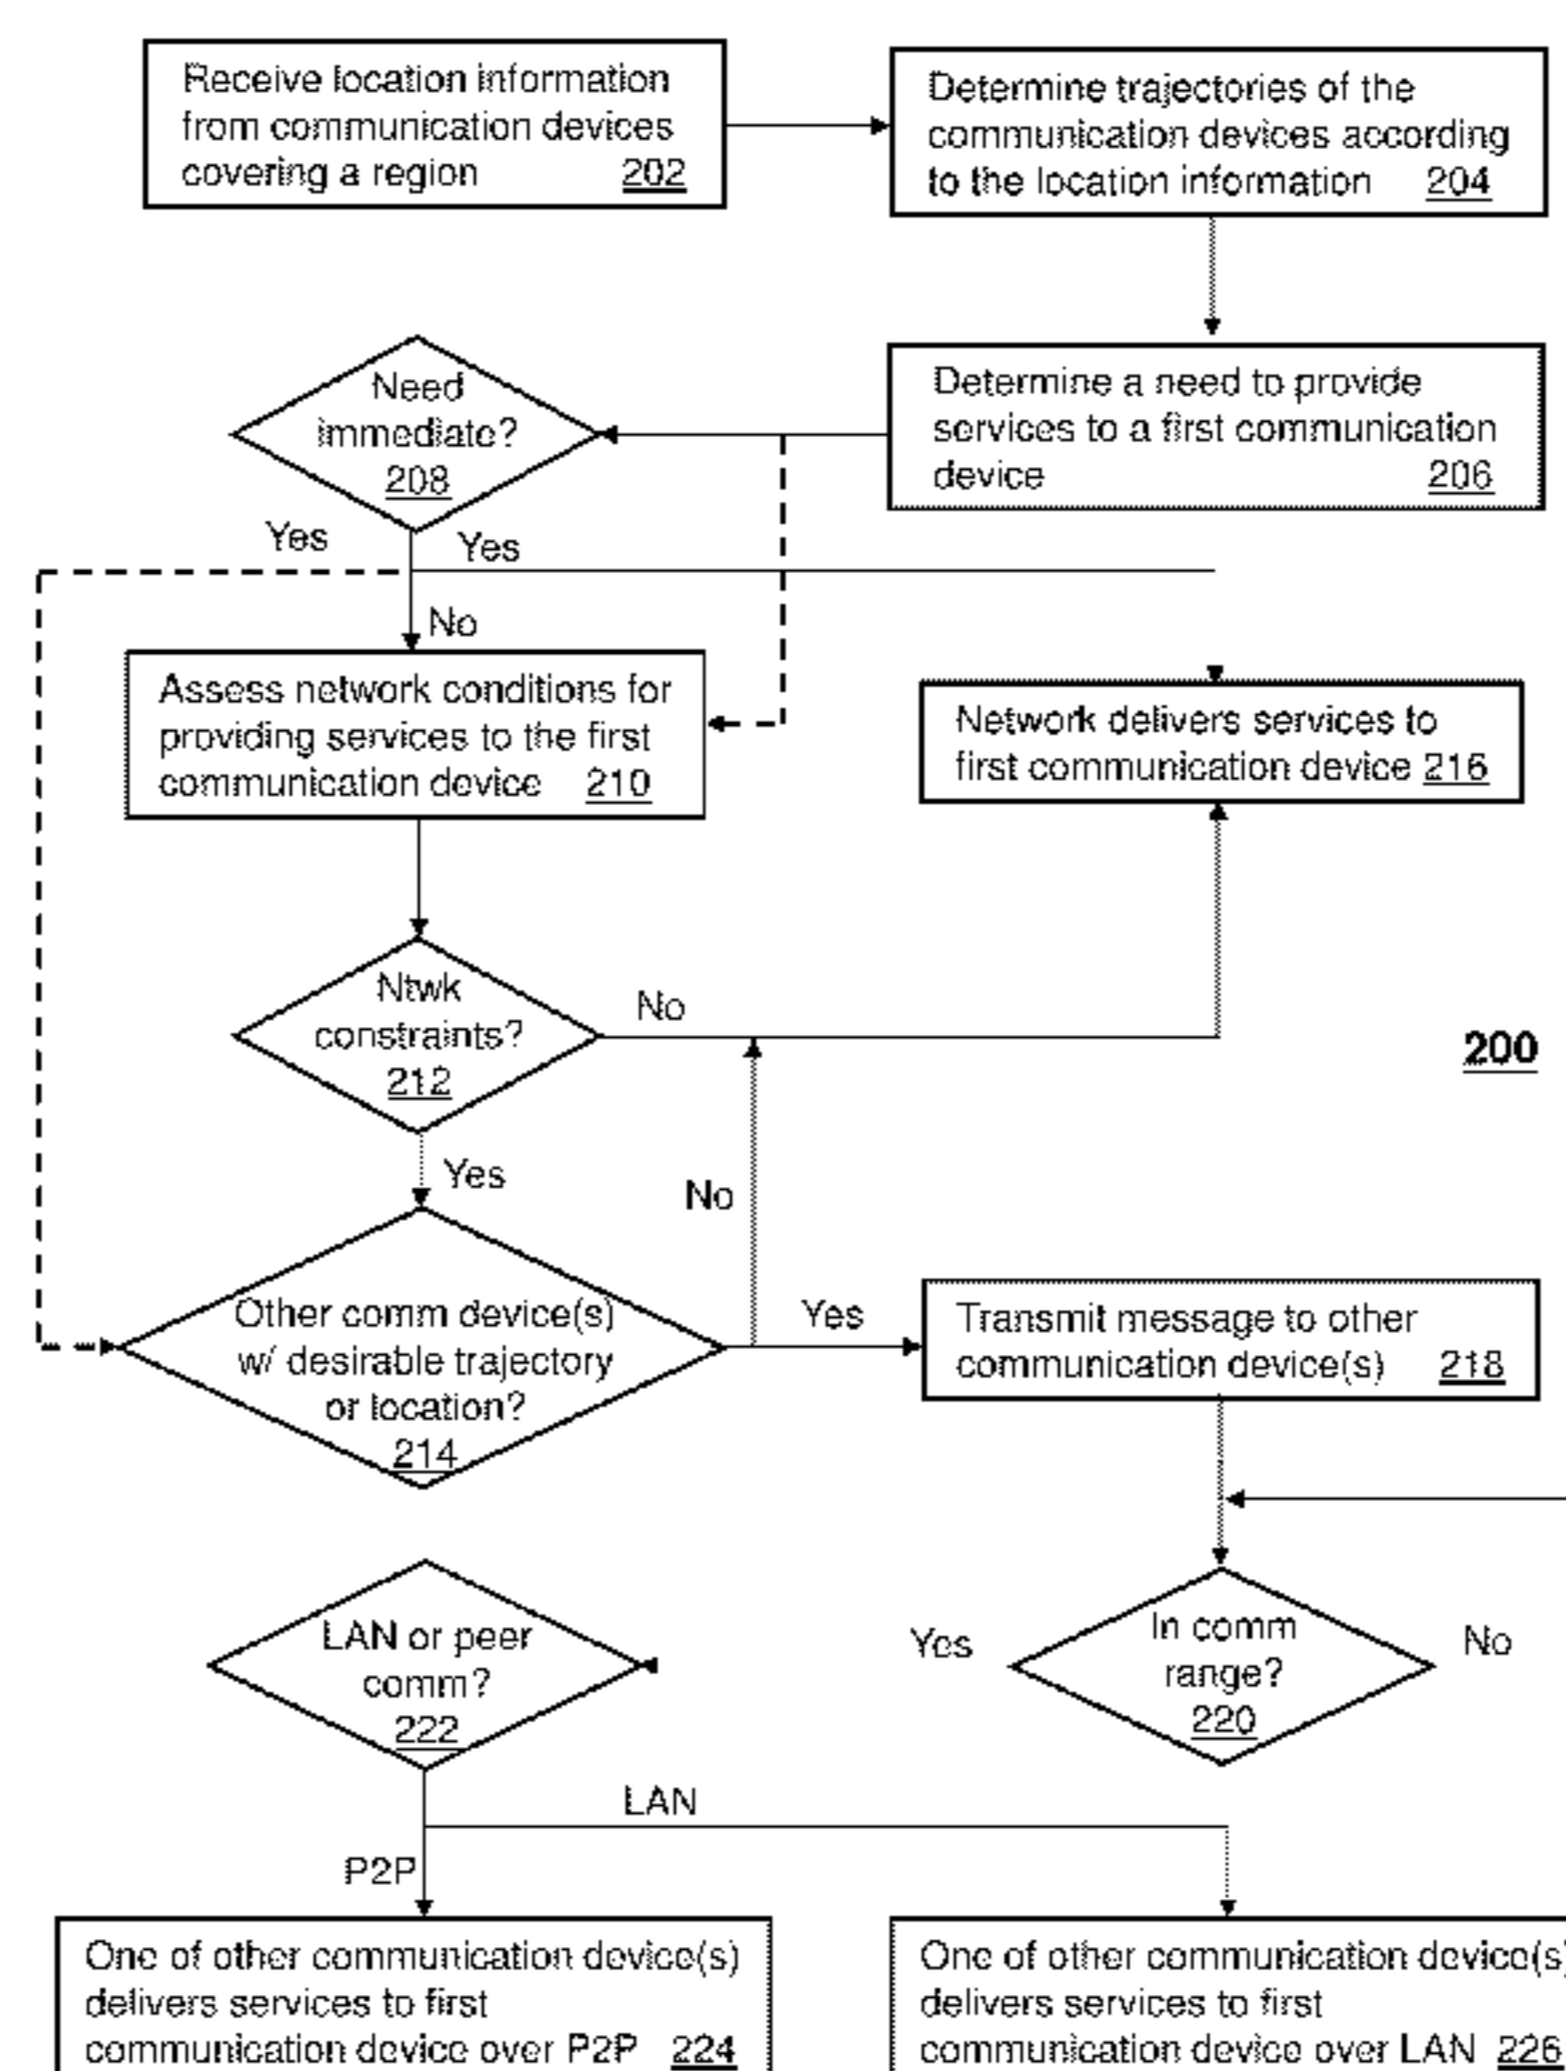 Receive location information
from communication devices
covering a region 202
Determine trajectories of the
communication devices according
to the location information 204
Need
immediate?
208
Determine a need to provide
services to a first communication
device 206
Yes
Yes
No
Assess network conditions for
providing services to the first
communication device 210
Network delivers services to
first communication device 216
Ntwk
constraints?
212
No
200
Yes
No
Other comm device(s)
w/ desirable trajectory
or location?
214
Yes
Transmit message to other
communication device(s) 218
LAN or peer
comm?
222
Yes
In comm
range?
220
No
LAN
P2P
One of other communication device(s)
delivers services to first
communication device over P2P 224
One of other communication device(s)
delivers services to first
communication device over LAN 226